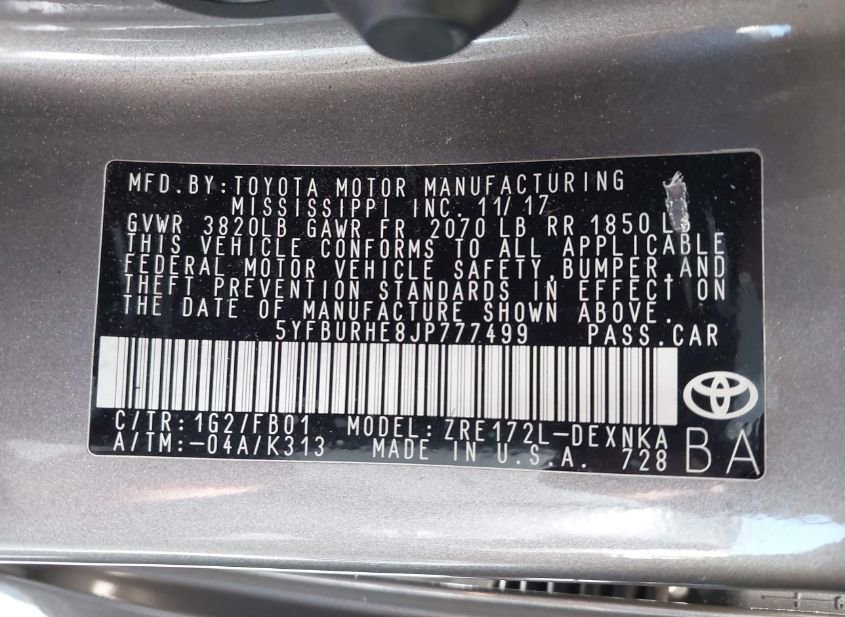 MFD.BY:TOYOTA MOTOR MANUFACTURING
MISSISSIPPI INC. 11/17
GVWR 3820LB GAWR FR 2070 LB RR 1850 LB
THIS VEHICLE CONFORMS TO ALL APPLICABLE
FEDERAL MOTOR VEHICLE SAFETY,BUMPER,AND
THEFT PREVENTION STANDARDS IN EFFECT ON
THE DATE OF MANUFACTURE SHOWN ABOVE.
5YFBURHE8JP777499 PASS.CAR
C/TR:1G2/FB01 MODEL:ZRE172L-DEXNKA
A/TM:-04A/K313 MADE IN U.S.A. 728
BA